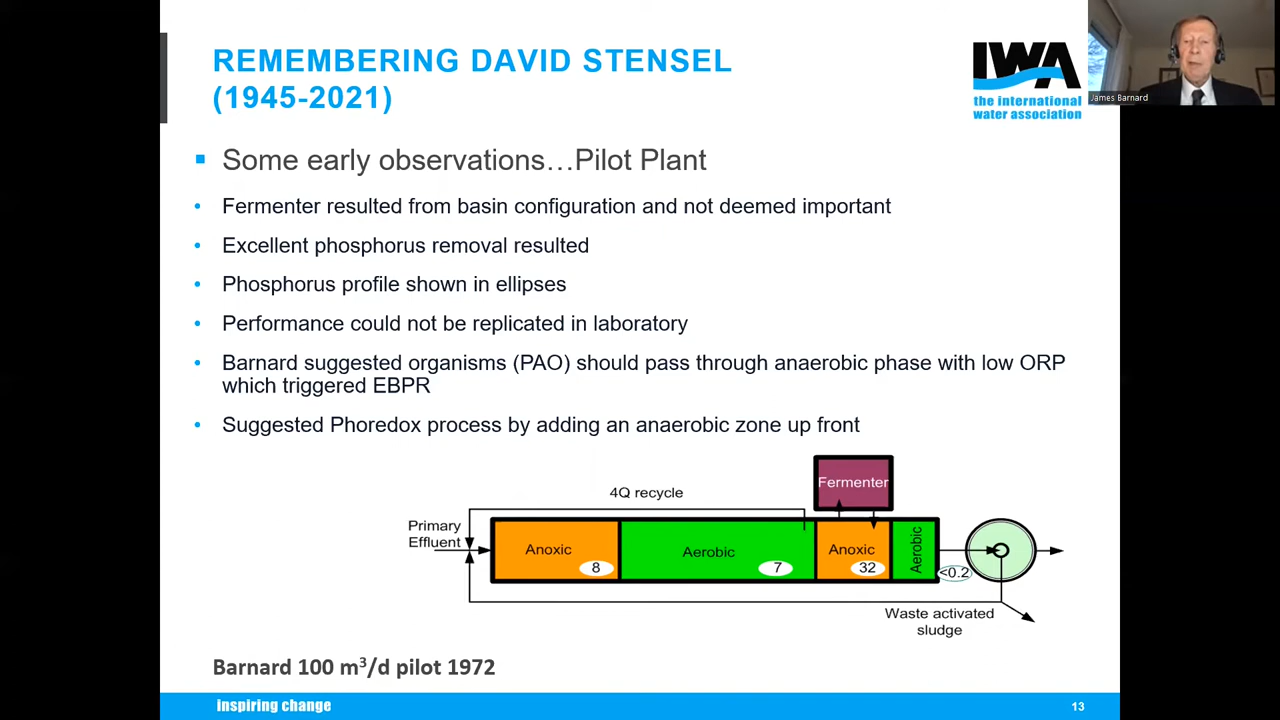 REMEMBERING DAVID STENSEL
(1945-2021)
IWA
the international
water association
James Barnard
Some early observations…Pilot Plant
Fermenter resulted from basin configuration and not deemed important
Excellent phosphorus removal resulted
Phosphorus profile shown in ellipses
Performance could not be replicated in laboratory
Barnard suggested organisms (PAO) should pass through anaerobic phase with low ORP
which triggered EBPR
Suggested Phoredox process by adding an anaerobic zone up front
Fermenter
4Q recycle
Primary
Effluent
Anoxic
8
Aerobic
7
Anoxic
32
Aerobic
<0.2
Waste activated
sludge
Barnard 100 m³/d pilot 1972
inspiring change
13